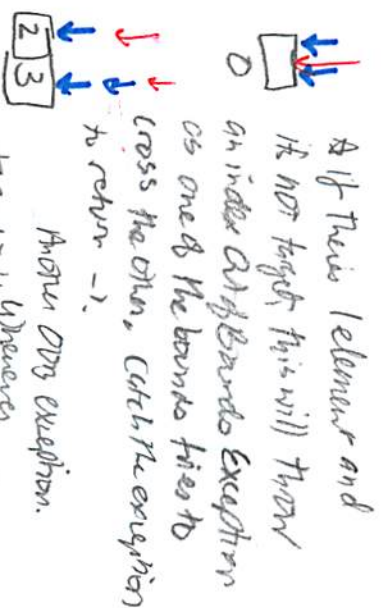 0
☆ If there is 1 element and
it's not target, this will throw
an index Out of Bounds Exception
as one of the bounds tries to
cross the other. Catch the exception
to return -1.
2 3
Another OOB exception.
Whenever